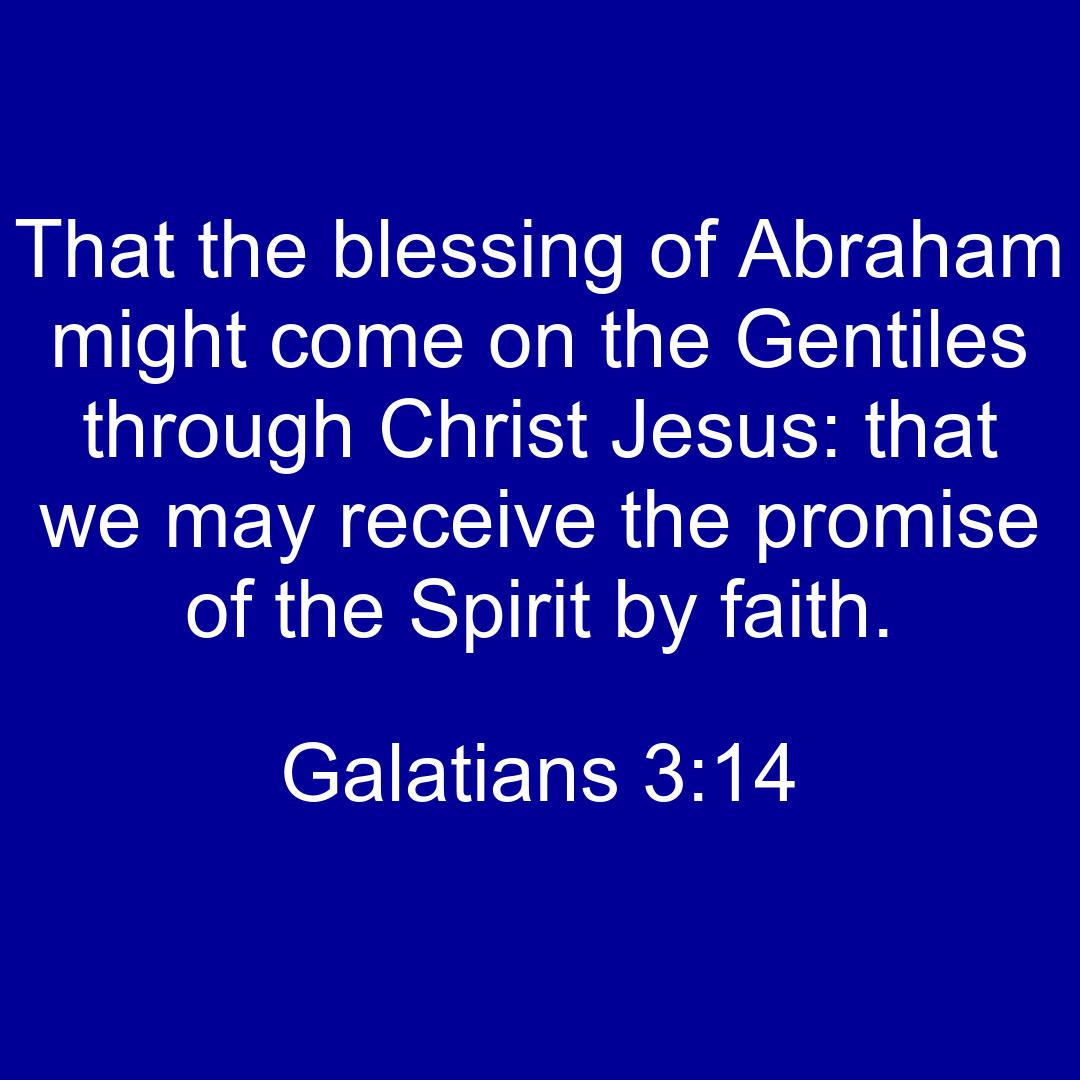 That the blessing of Abraham
might come on the Gentiles
through Christ Jesus: that
we may receive the promise
of the Spirit by faith.
Galatians 3:14